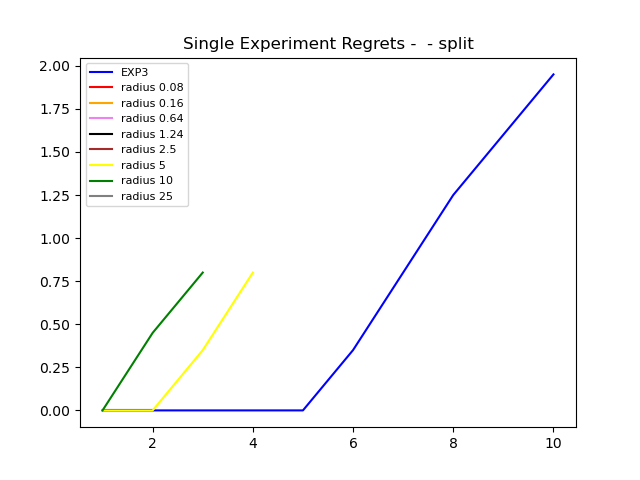 Single Experiment Regrets -  - split
2.00
1.75
1.50
1.25
1.00
0.75
0.50
0.25
0.00
EXP3
radius 0.08
radius 0.16
radius 0.64
radius 1.24
radius 2.5
radius 5
radius 10
radius 25
2 4 6 8 10